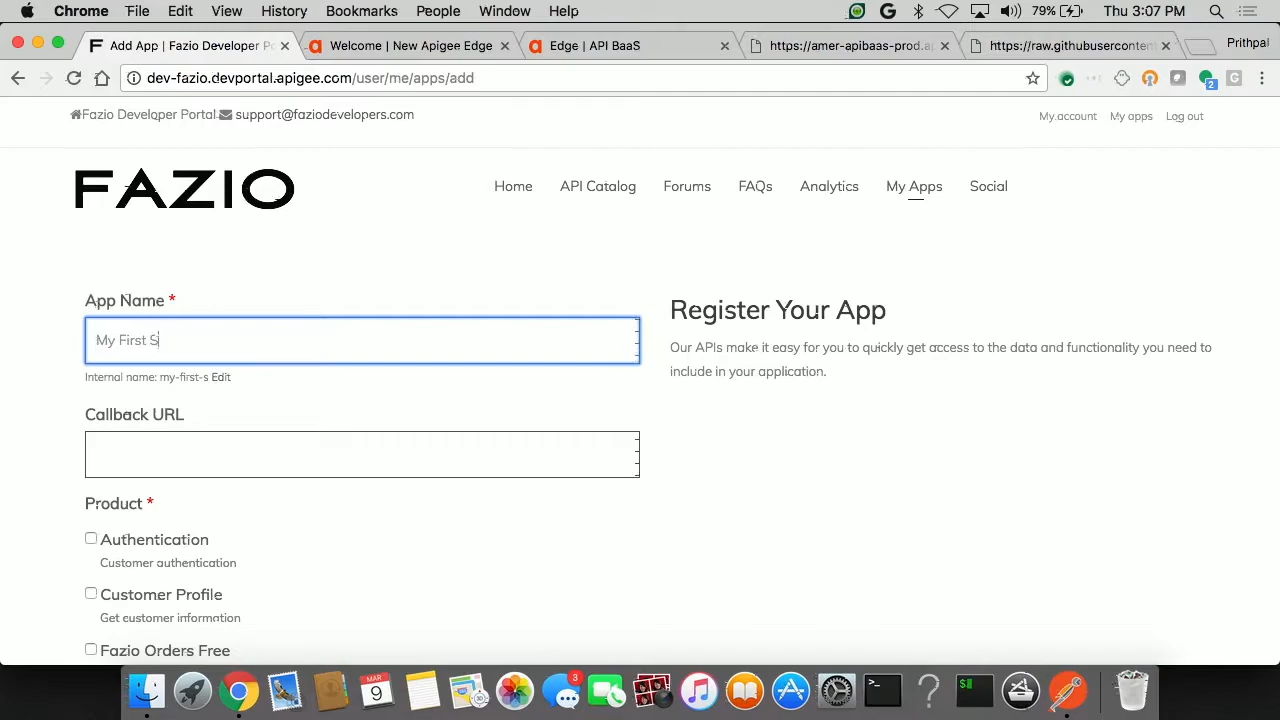 Chrome File Edit View History Bookmarks People Window Help 79% Thu 3:07 PM
Add App | Fazio Developer Po Welcome | New Apigee Edge Edge | API BaaS https://amer-apibaas-prod.a https://raw.githubuserconten Prithpal
dev-fazio.devportal.apigee.com/user/me/apps/add
Fazio Developer Portal support@faziodevelopers.com My account My apps Log out
FAZIO Home API Catalog Forums FAQs Analytics My Apps Social
App Name *
My First S
Internal name: my-first-s Edit
Register Your App
Our APIs make it easy for you to quickly get access to the data and functionality you need to
include in your application.
Callback URL
Product *
Authentication
Customer authentication
Customer Profile
Get customer information
Fazio Orders Free
MAR
9
3
2